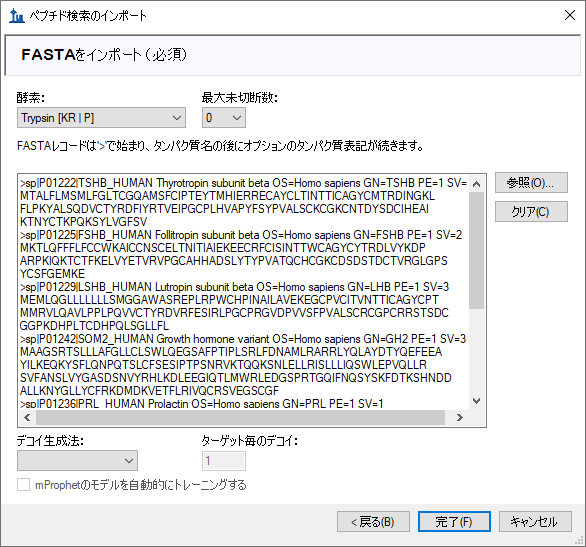 ペプチド検索のインポート
FASTAをインポート（必須）
酵素:
最大未切断数:
Trypsin [KR | P]
0
FASTAレコードは'>'で始まり、タンパク質名の後にオプションのタンパク質表記が続きます。
>sp|P01222|TSHB_HUMAN Thyrotropin subunit beta OS=Homo sapiens GN=TSHB PE=1 SV=
MTALFLMSMLFGLTCGQAMSFCIPTEYTMHIERRECAYCLTINTTICAGYCMTRDINGKL
FLPKYALSQDVCTYRDFIYRTVEIPGCPLHVAPYFSYPVALSCKCGKCNTDYSDCIHEAI
KTNYCTKPQKSYLVGFSV
>sp|P01225|FSHB_HUMAN Follitropin subunit beta OS=Homo sapiens GN=FSHB PE=1 SV=2
MKTLQFFFLFCCWKAICCNSCELTNITIAIEKEECRFCISINTTWCAGYCYTRDLVYKDP
ARPKIQKTCTFKELVYETVRVPGCAHHADSLYTYPVATQCHCGKCDSDSTDCTVRGLGPS
YCSFGEMKE
>sp|P01229|LSHB_HUMAN Lutropin subunit beta OS=Homo sapiens GN=LHB PE=1 SV=3
MEMLQGLLLLLLLSMGGAWASREPLRPWCHPINAILAVEKEGCPVCITVNTTICAGYCPT
MMRVLQAVLPPLPQVVCTYRDVRFESIRLPGCPRGVDPVVSFPVALSCRCGPCRRSTSDC
GGPKDHPLTCDHPQLSGLLFL
>sp|P01242|SOM2_HUMAN Growth hormone variant OS=Homo sapiens GN=GH2 PE=1 SV=3
MAAGSRTSLLLAFGLLCLSWLQEGSAFPTIPLSRLFDNAMLRARRLYQLAYDTYQEFEEA
YILKEQKYSFLQNPQTSLCFSESIPTPSNRVKTQQKSNLELLRISLLLIQSWLEPVQLLR
SVFANSLVYGASDSNVYRHLKDLEEGIQTLMWRLEDGSPRTGQIFNQSYSKFDTKSHNDD
ALLKNYGLLYCFRKDMDKVETFLRIVQCRSVEGSCGF
>sp|P01236|PRL_HUMAN Prolactin OS=Homo sapiens GN=PRL PE=1 SV=1
参照(O)...
クリア(C)
デコイ生成法:
ターゲット毎のデコイ:
1
mProphetのモデルを自動的にトレーニングする
< 戻る(B)
完了(F)
キャンセル